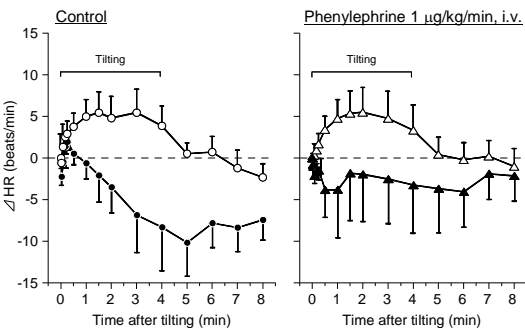 Control
Phenylephrine 1 μg/kg/min, i.v.
15
10
5
0
-5
-10
-15
⊿HR (beats/min)
Tilting
Tilting
0 1 2 3 4 5 6 7 8
0 1 2 3 4 5 6 7 8
Time after tilting (min)
Time after tilting (min)